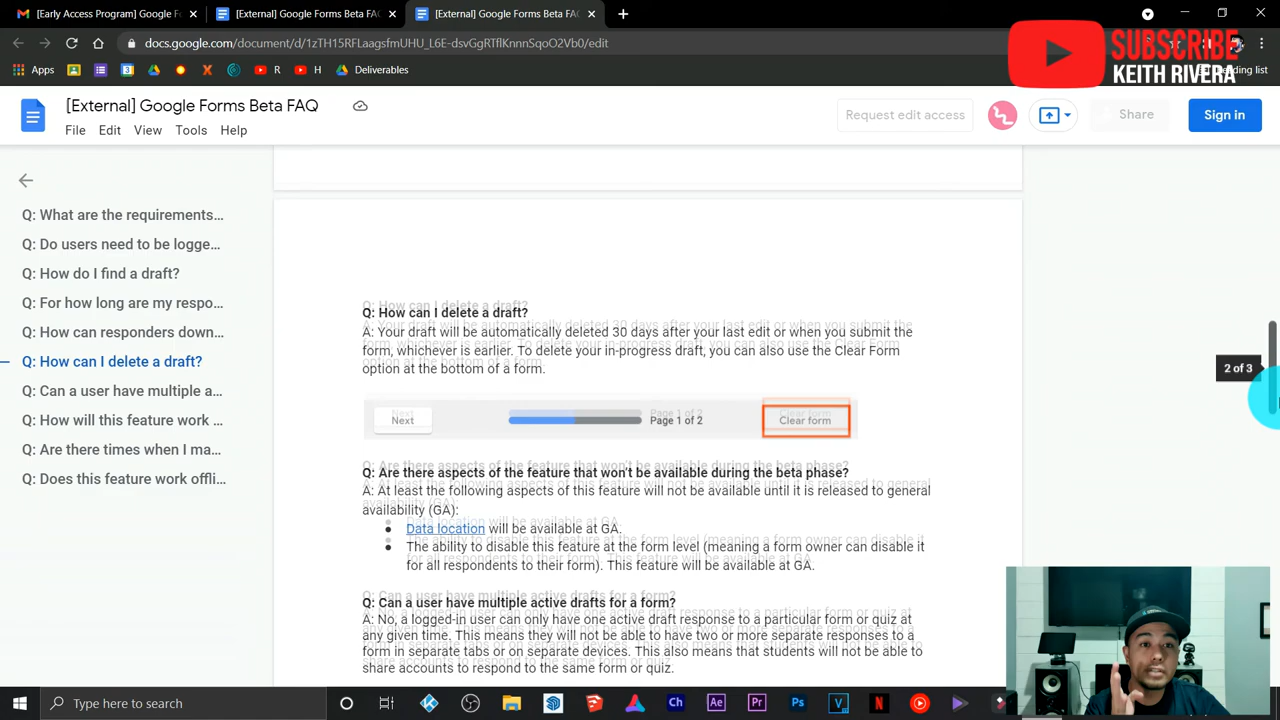 [Early Access Program] Google F
[External] Google Forms Beta FAQ
[External] Google Forms Beta FAQ
docs.google.com/document/d/1zTH15RFLaagsfmUHU_L6E-dsvGgRTflKnnnSqoO2Vb0/edit
SUBSCRIBE
KEITH RIVERA
Apps
R
H
Deliverables
[External] Google Forms Beta FAQ
File Edit View Tools Help
Request edit access
Share
Sign in
Q: What are the requirements...
Q: Do users need to be logge...
Q: How do I find a draft?
Q: For how long are my respo...
Q: How can responders down...
Q: How can I delete a draft?
Q: Can a user have multiple a...
Q: How will this feature work ...
Q: Are there times when I ma...
Q: Does this feature work offli...
Q: How can I delete a draft?
A: Your draft will be automatically deleted 30 days after your last edit or when you submit the
form, whichever is earlier. To delete your in-progress draft, you can also use the Clear Form
option at the bottom of a form.
Next
Page 1 of 2
Clear form
Q: Are there aspects of the feature that won't be available during the beta phase?
A: At least the following aspects of this feature will not be available until it is released to general
availability (GA):
● Data location will be available at GA.
● The ability to disable this feature at the form level (meaning a form owner can disable it
for all respondents to their form). This feature will be available at GA.
Q: Can a user have multiple active drafts for a form?
A: No, a logged-in user can only have one active draft response to a particular form or quiz at
any given time. This means they will not be able to have two or more separate responses to a
form in separate tabs or on separate devices. This also means that students will not be able to
share accounts to respond to the same form or quiz.
2 of 3
Type here to search
Ch
Ae
Pr
Ps
V
N